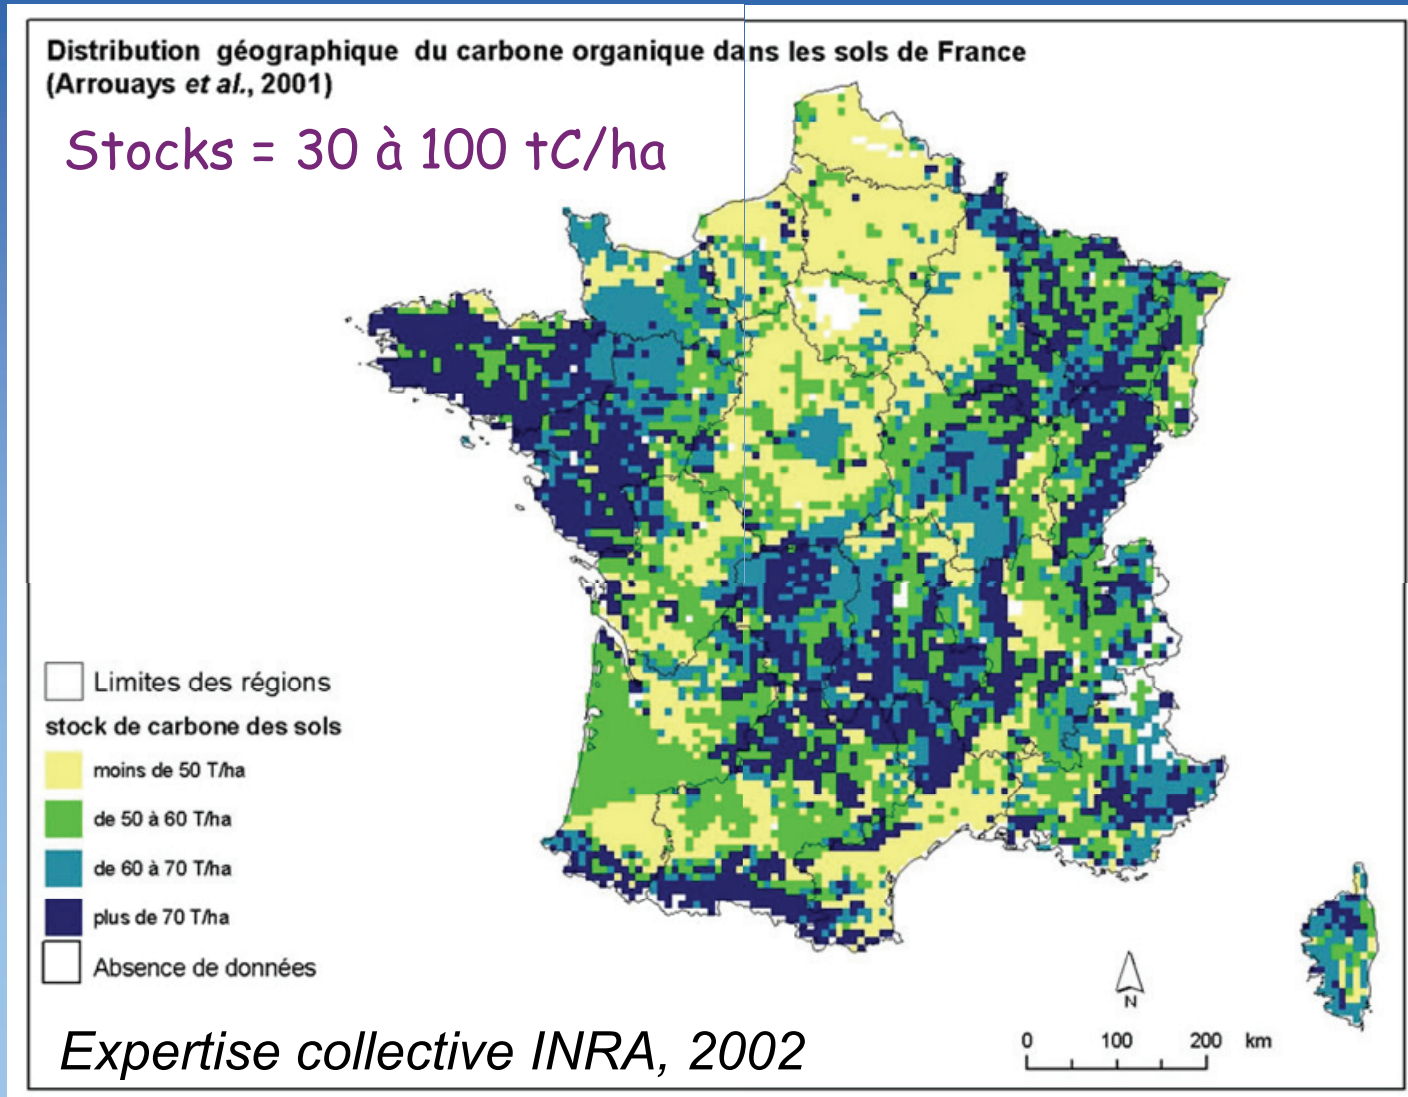 Distribution géographique du carbone organique dans les sols de France
(Arrouays et al., 2001)
Stocks = 30 à 100 tC/ha
Limites des régions
stock de carbone des sols
moins de 50 T/ha
de 50 à 60 T/ha
de 60 à 70 T/ha
plus de 70 T/ha
Absence de données
N
0 100 200 km
Expertise collective INRA, 2002